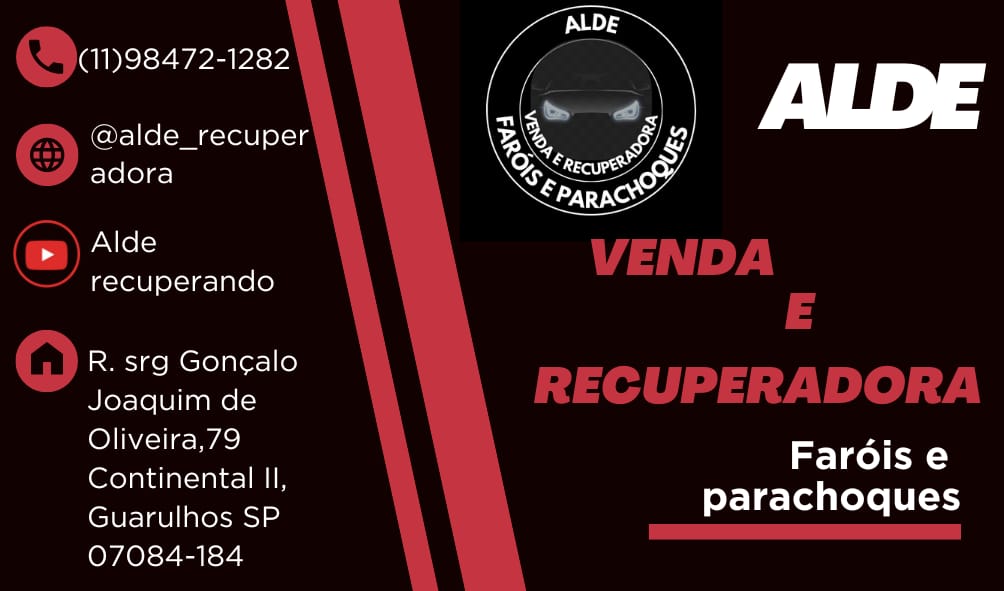 (11)98472-1282
@alde_recuper
adora
Alde
recuperando
R. srg Gonçalo
Joaquim de
Oliveira,79
Continental II,
Guarulhos SP
07084-184
ALDE
VENDA E RECUPERADORA
FARÓIS E PARACHOQUES
ALDE
VENDA
E
RECUPERADORA
Faróis e
parachoques